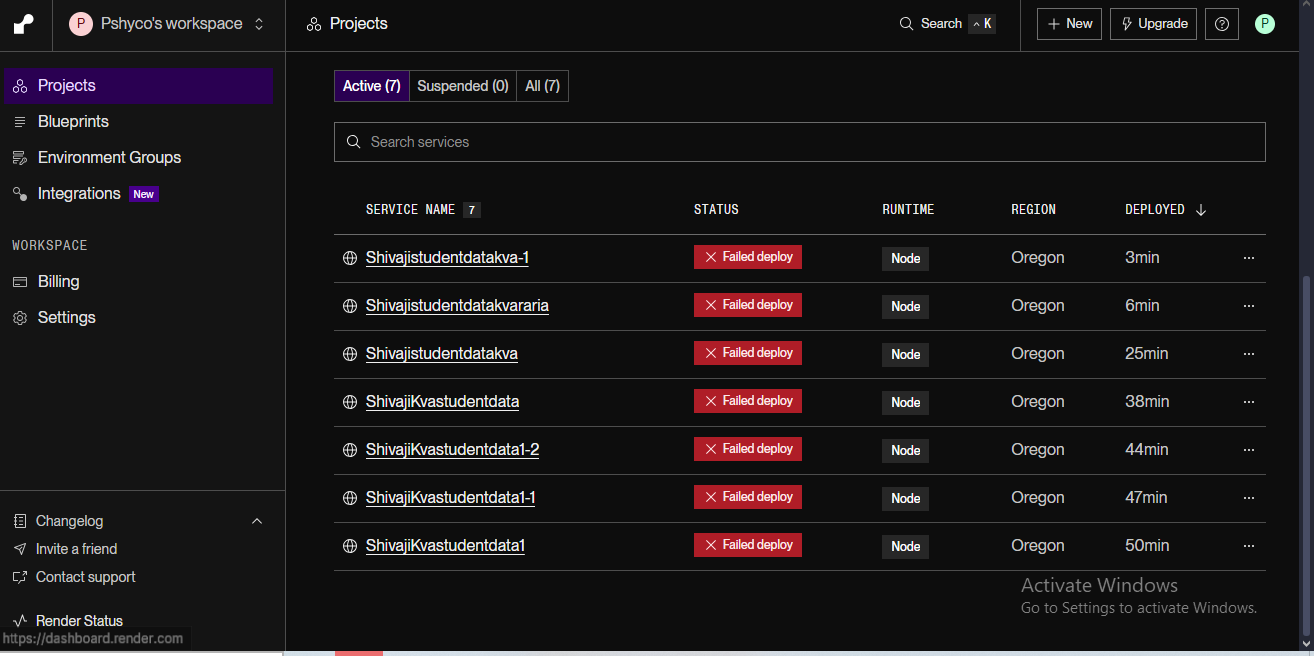 P Pshyco's workspace
Projects
Search ^ K
+ New
Upgrade
P
Projects
Blueprints
Environment Groups
Integrations New
WORKSPACE
Billing
Settings
Changelog
Invite a friend
Contact support
Render Status
https://dashboard.render.com
Active (7) Suspended (0) All (7)
Search services
SERVICE NAME 7 STATUS RUNTIME REGION DEPLOYED ↓
Shivajistudentdatakva-1 Failed deploy Node Oregon 3min ...
Shivajistudentdatakvararia Failed deploy Node Oregon 6min ...
Shivajistudentdatakva Failed deploy Node Oregon 25min ...
ShivajiKvastudentdata Failed deploy Node Oregon 38min ...
ShivajiKvastudentdata1-2 Failed deploy Node Oregon 44min ...
ShivajiKvastudentdata1-1 Failed deploy Node Oregon 47min ...
ShivajiKvastudentdata1 Failed deploy Node Oregon 50min ...
Activate Windows
Go to Settings to activate Windows.